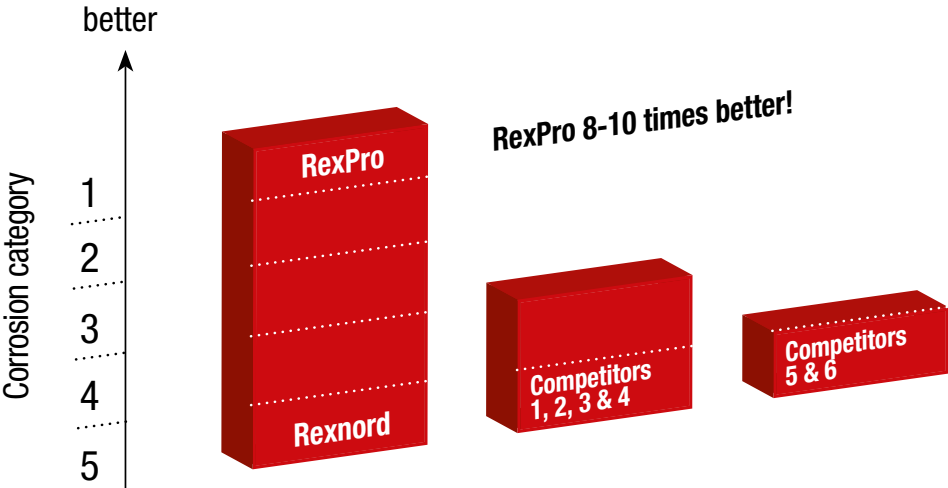 better
Corrosion category
1
2
3
4
5
RexPro
Rexnord
RexPro 8-10 times better!
Competitors
1, 2, 3 & 4
Competitors
5 & 6